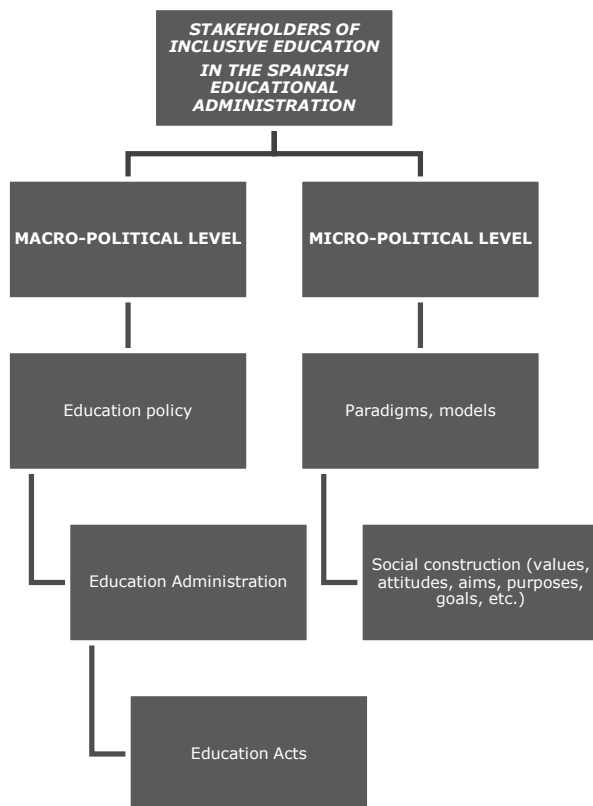 STAKEHOLDERS OF
INCLUSIVE EDUCATION
IN THE SPANISH
EDUCATIONAL
ADMINISTRATION
MACRO-POLITICAL LEVEL
MICRO-POLITICAL LEVEL
Education policy
Paradigms, models
Education Administration
Social construction (values,
attitudes, aims, purposes,
goals, etc.)
Education Acts